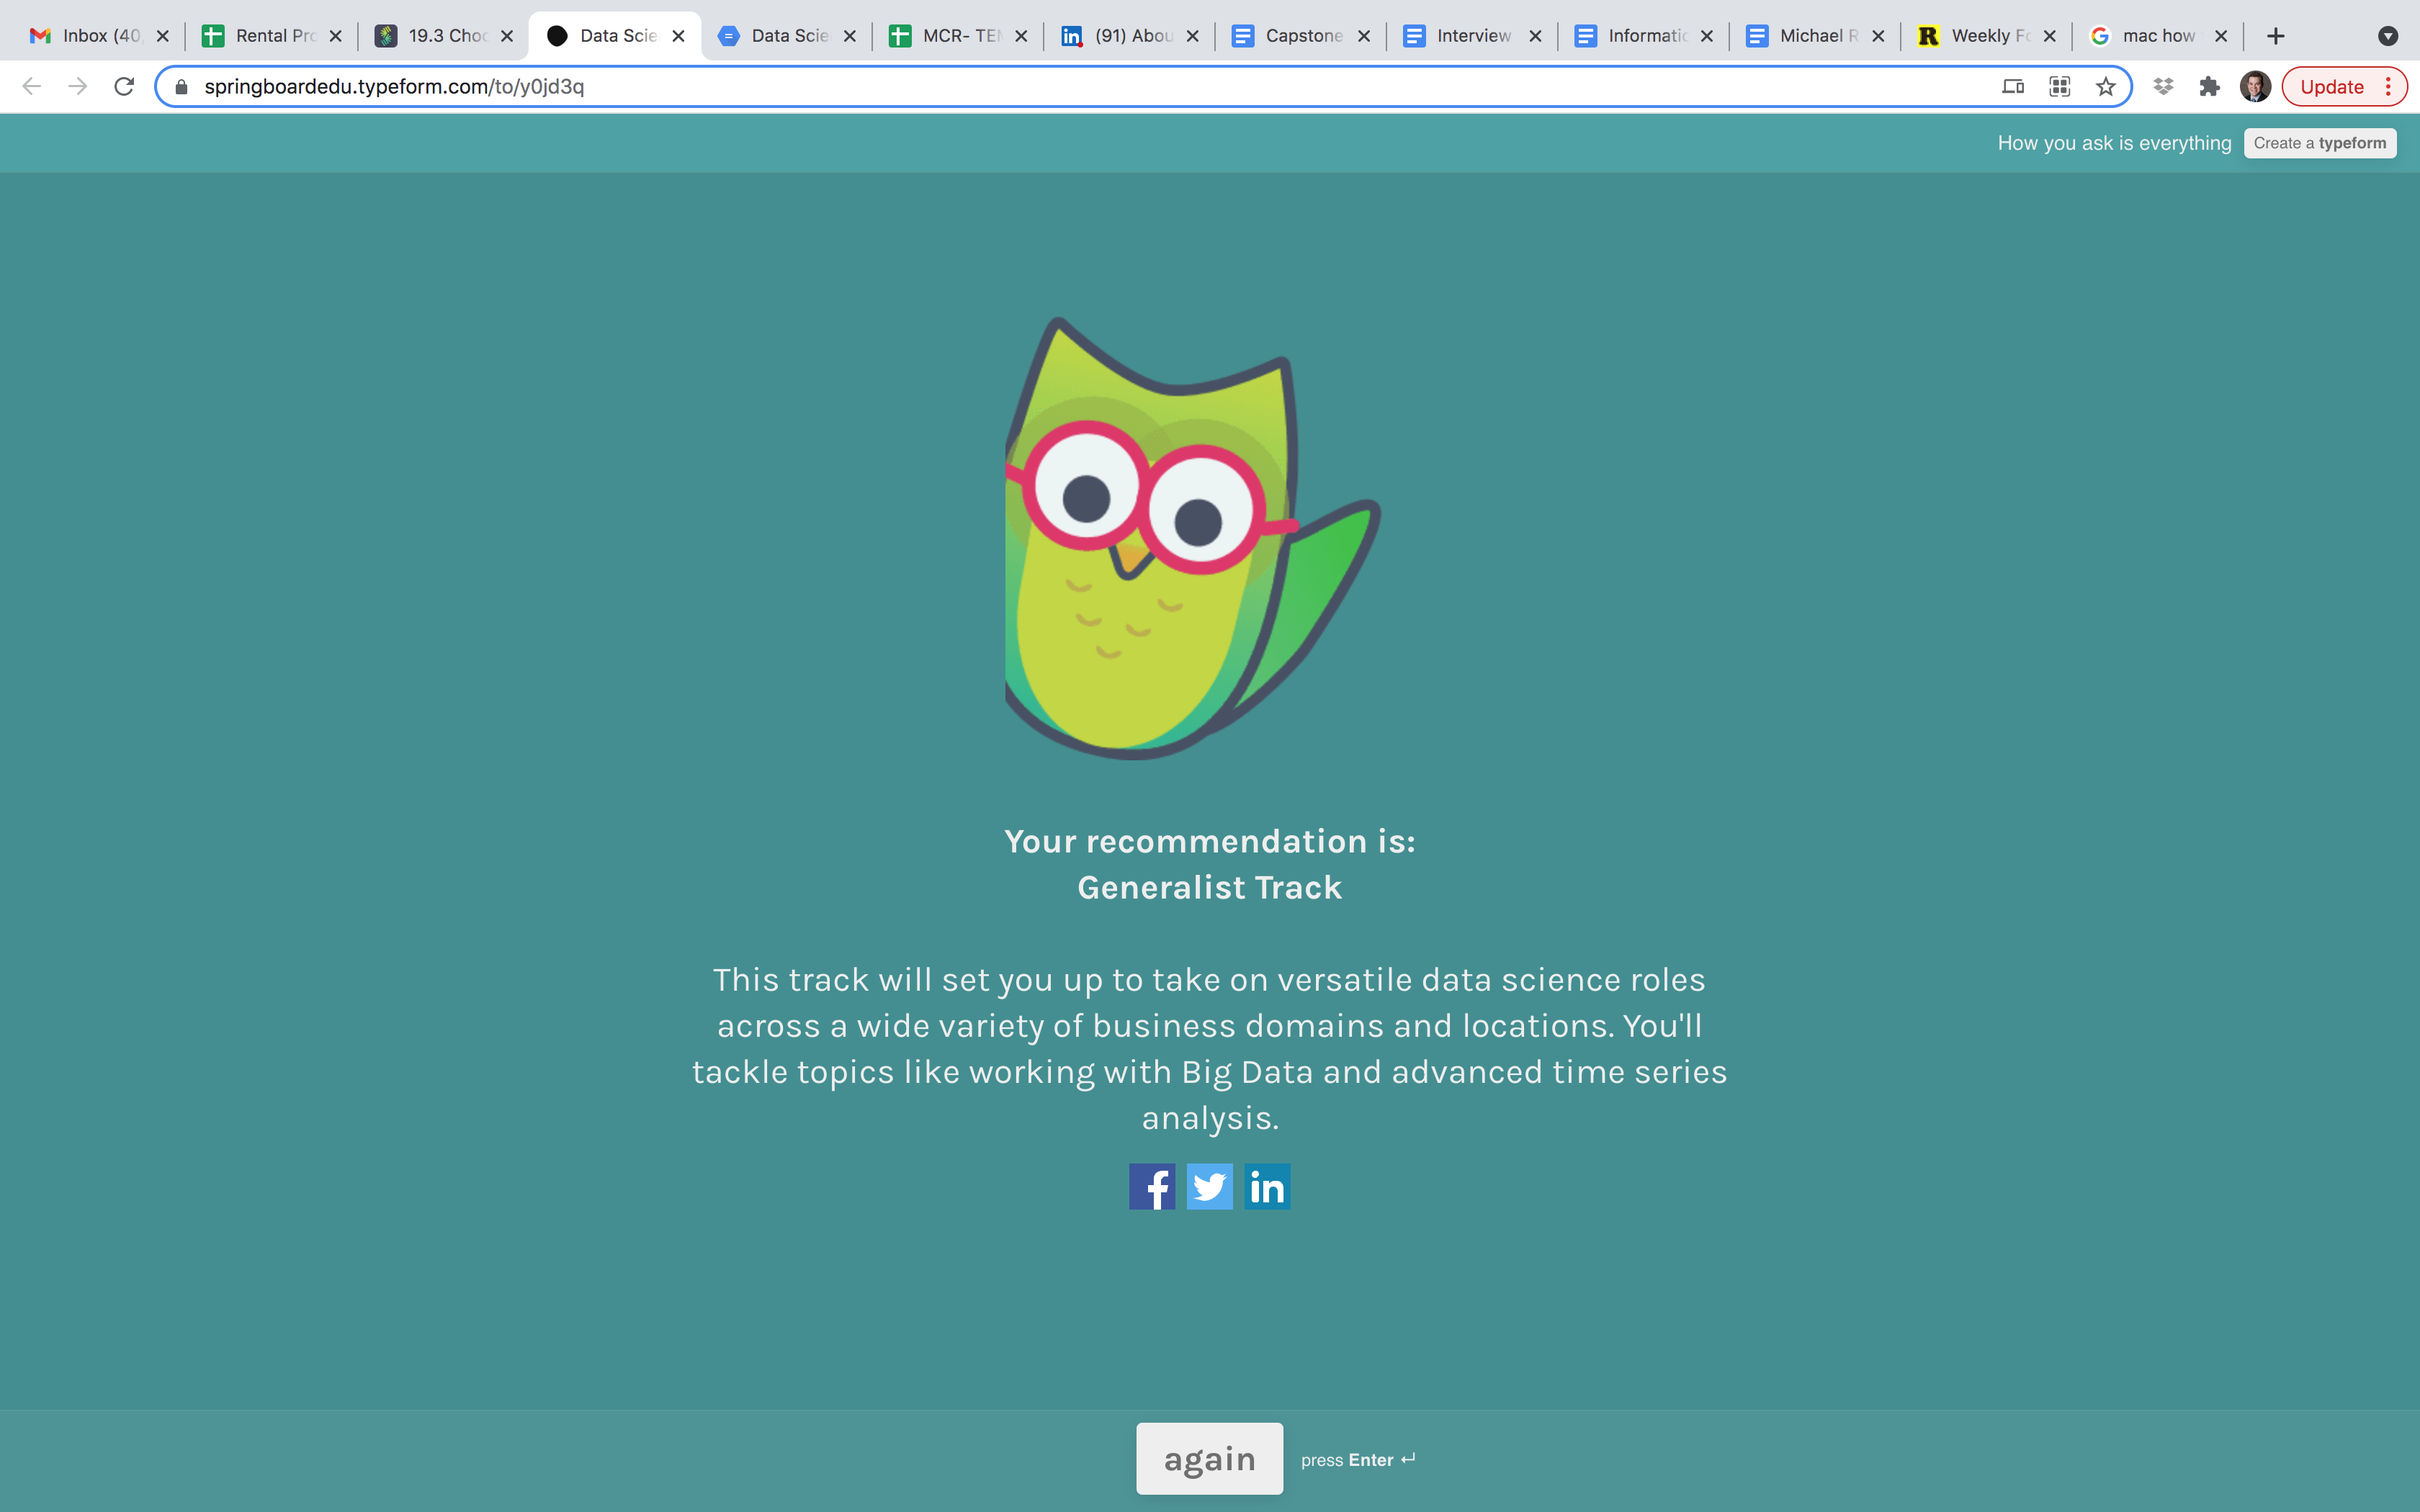 Inbox (40,
Rental Pro
19.3 Choo
Data Scie
Data Scie
MCR- TEM
(91) Abou
Capstone
Interview
Informatic
Michael R
Weekly Fo
mac how
springboardedu.typeform.com/to/y0jd3q
Update
How you ask is everything
Create a typeform
Your recommendation is:
Generalist Track
This track will set you up to take on versatile data science roles
across a wide variety of business domains and locations. You'll
tackle topics like working with Big Data and advanced time series
analysis.
again
press Enter ↵